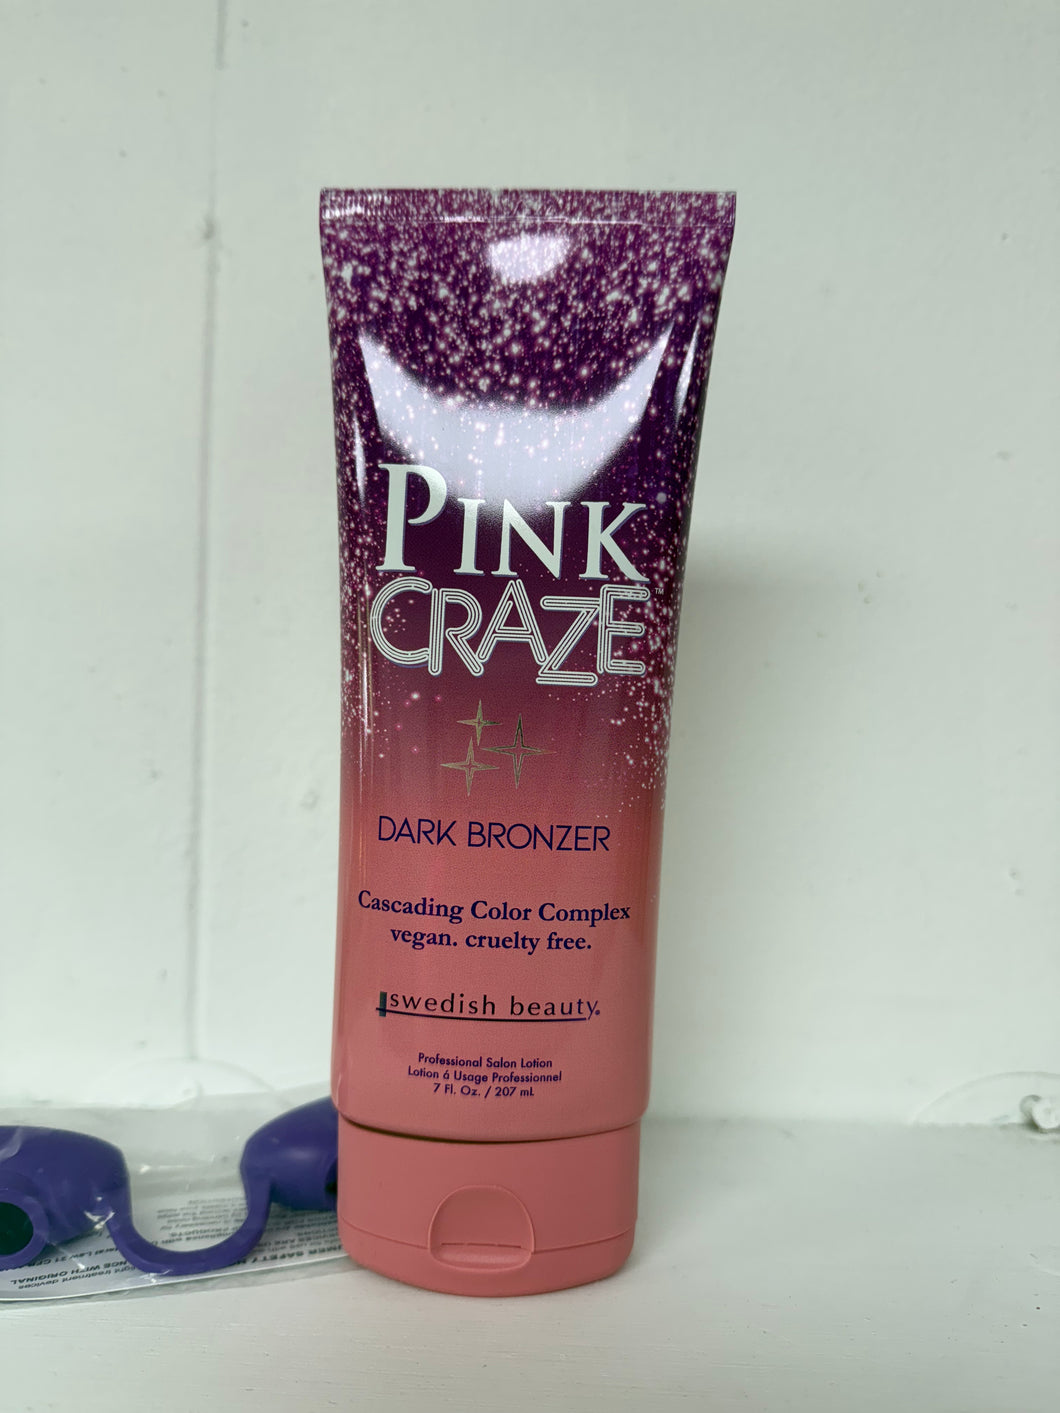 PINK
CRAZE™
DARK BRONZER
Cascading Color Complex
vegan. cruelty free.
swedish beauty®
Professional Salon Lotion
Lotion á Usage Professionnel
7 Fl. Oz. / 207 mL